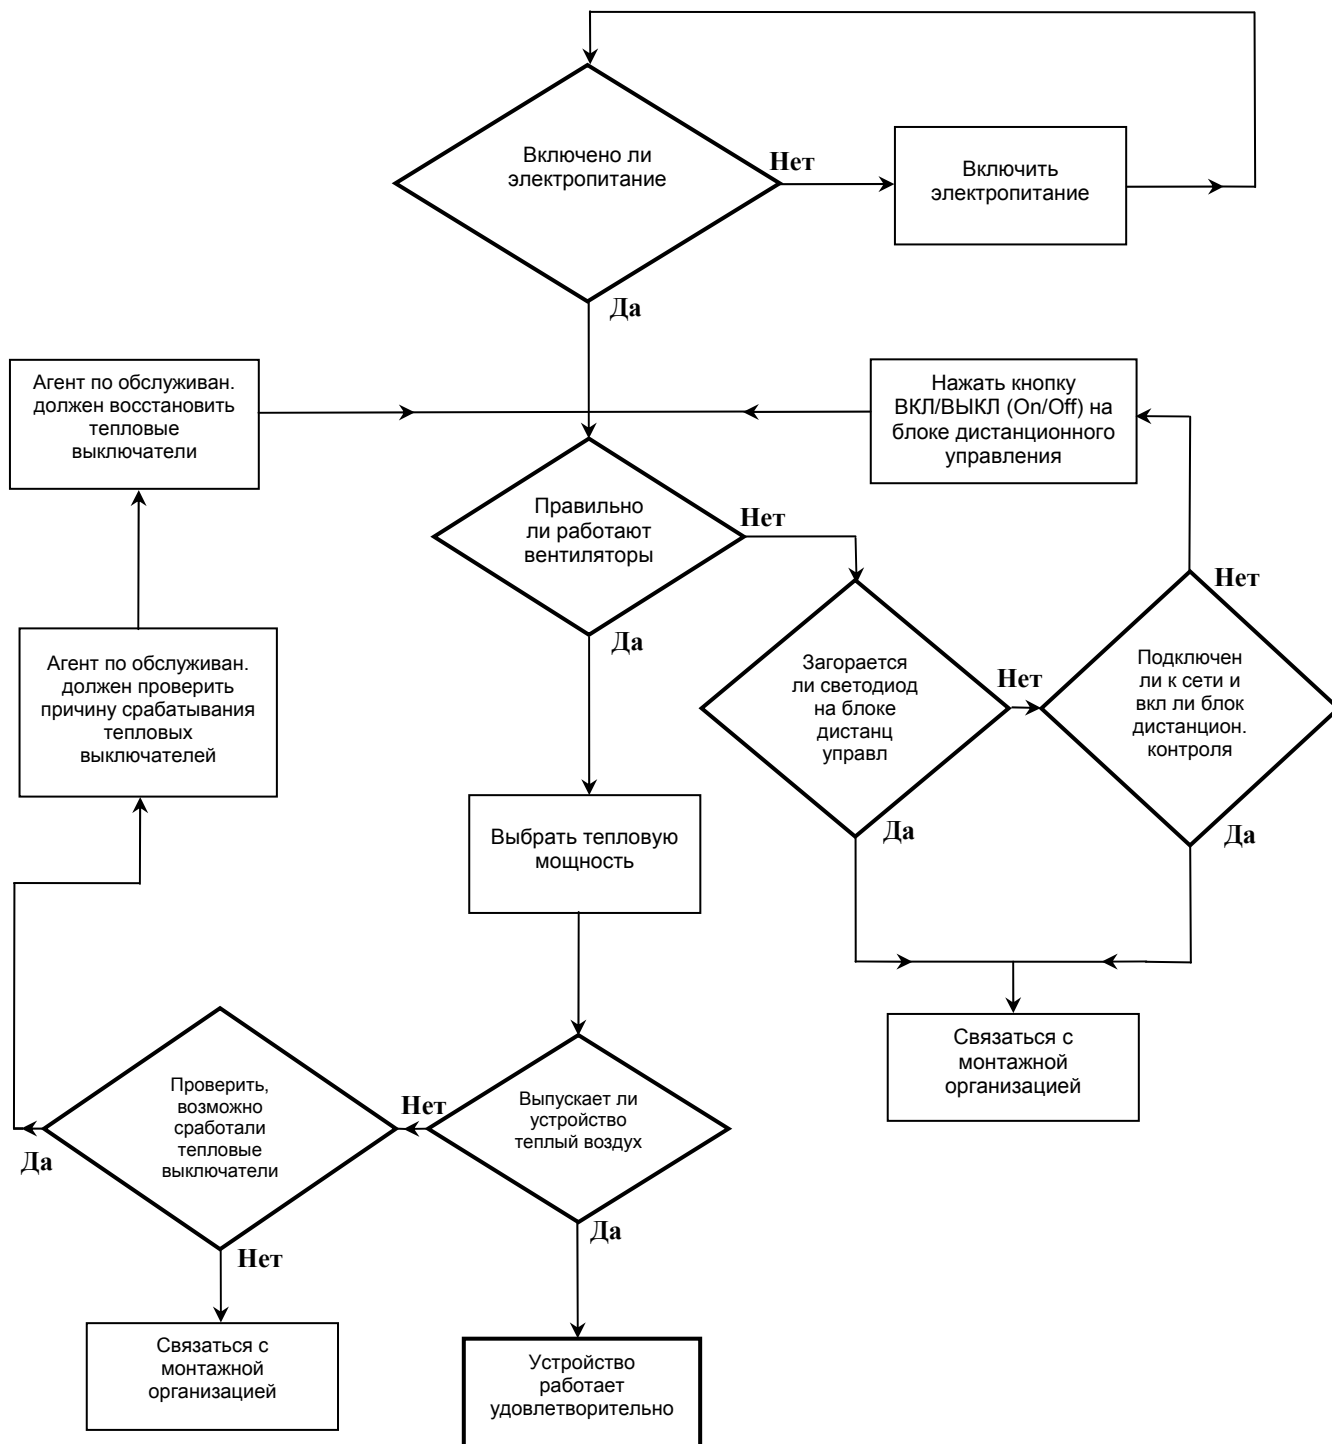 Включено ли
электропитание
Нет
Включить
электропитание
Да
Агент по обслуживан.
должен восстановить
тепловые
выключатели
Нажать кнопку
ВКЛ/ВЫКЛ (On/Off) на
блоке дистанционного
управления
Правильно
ли работают
вентиляторы
Нет
Да
Агент по обслуживан.
должен проверить
причину срабатывания
тепловых
выключателей
Загорается
ли светодиод
на блоке
дистанц
управл
Нет
Да
Подключен
ли к сети и
вкл ли блок
дистанцион.
контроля
Нет
Да
Выбрать тепловую
мощность
Связаться с
монтажной
организацией
Выпускает ли
устройство
теплый воздух
Нет
Да
Проверить,
возможно
сработали
тепловые
выключатели
Да
Нет
Связаться с
монтажной
организацией
Устройство
работает
удовлетворительно